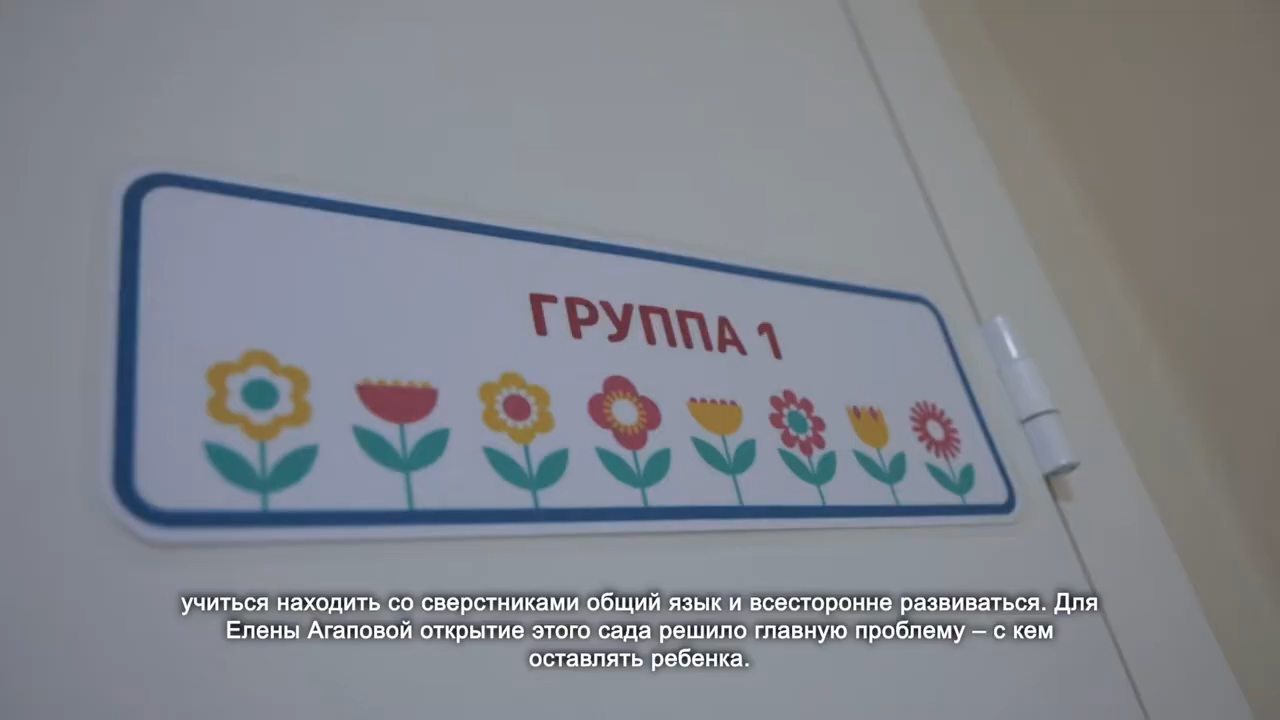 ГРУППА 1
учиться находить со сверстниками общий язык и всесторонне развиваться. Для
Елены Агаповой открытие этого сада решило главную проблему – с кем
оставлять ребенка.